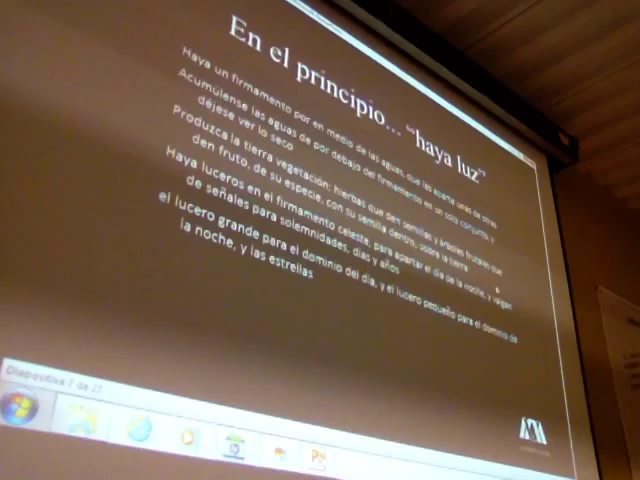 En el principio... "haya luz"
Haya un firmamento por en medio de las aguas, que las aparte unas de otras
Acumúlense las aguas de por debajo del firmamento en un solo conjunto, y
déjese ver lo seco
Produzca la tierra vegetación: hierbas que den semillas y árboles frutales que
den fruto, de su especie, con su semilla dentro, sobre la tierra
Haya luceros en el firmamento celeste, para apartar el día de la noche, y valgan
de señales para solemnidades, días y años
el lucero grande para el dominio del día, y el lucero pequeño para el dominio de
la noche, y las estrellas
Diapositiva 7 de 27